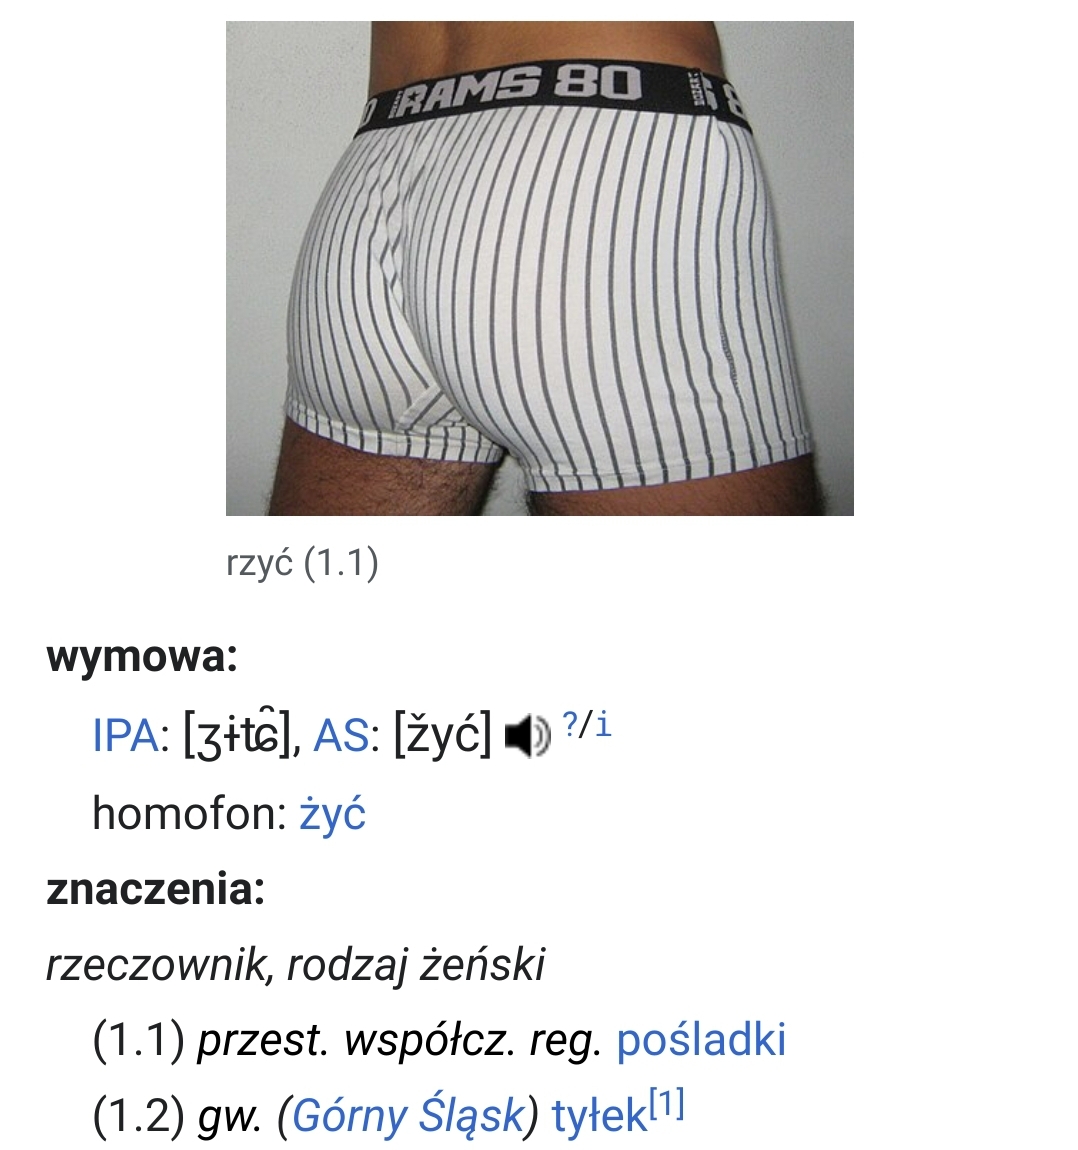 RAMS 80
8
rzyć (1.1)
wymowa:
IPA: [ʒɨt͡ɕ], AS: [žyć] ?/i
homofon: żyć
znaczenia:
rzeczownik, rodzaj żeński
(1.1) przest. współcz. reg. pośladki
(1.2) gw. (Górny Śląsk) tyłek[1]